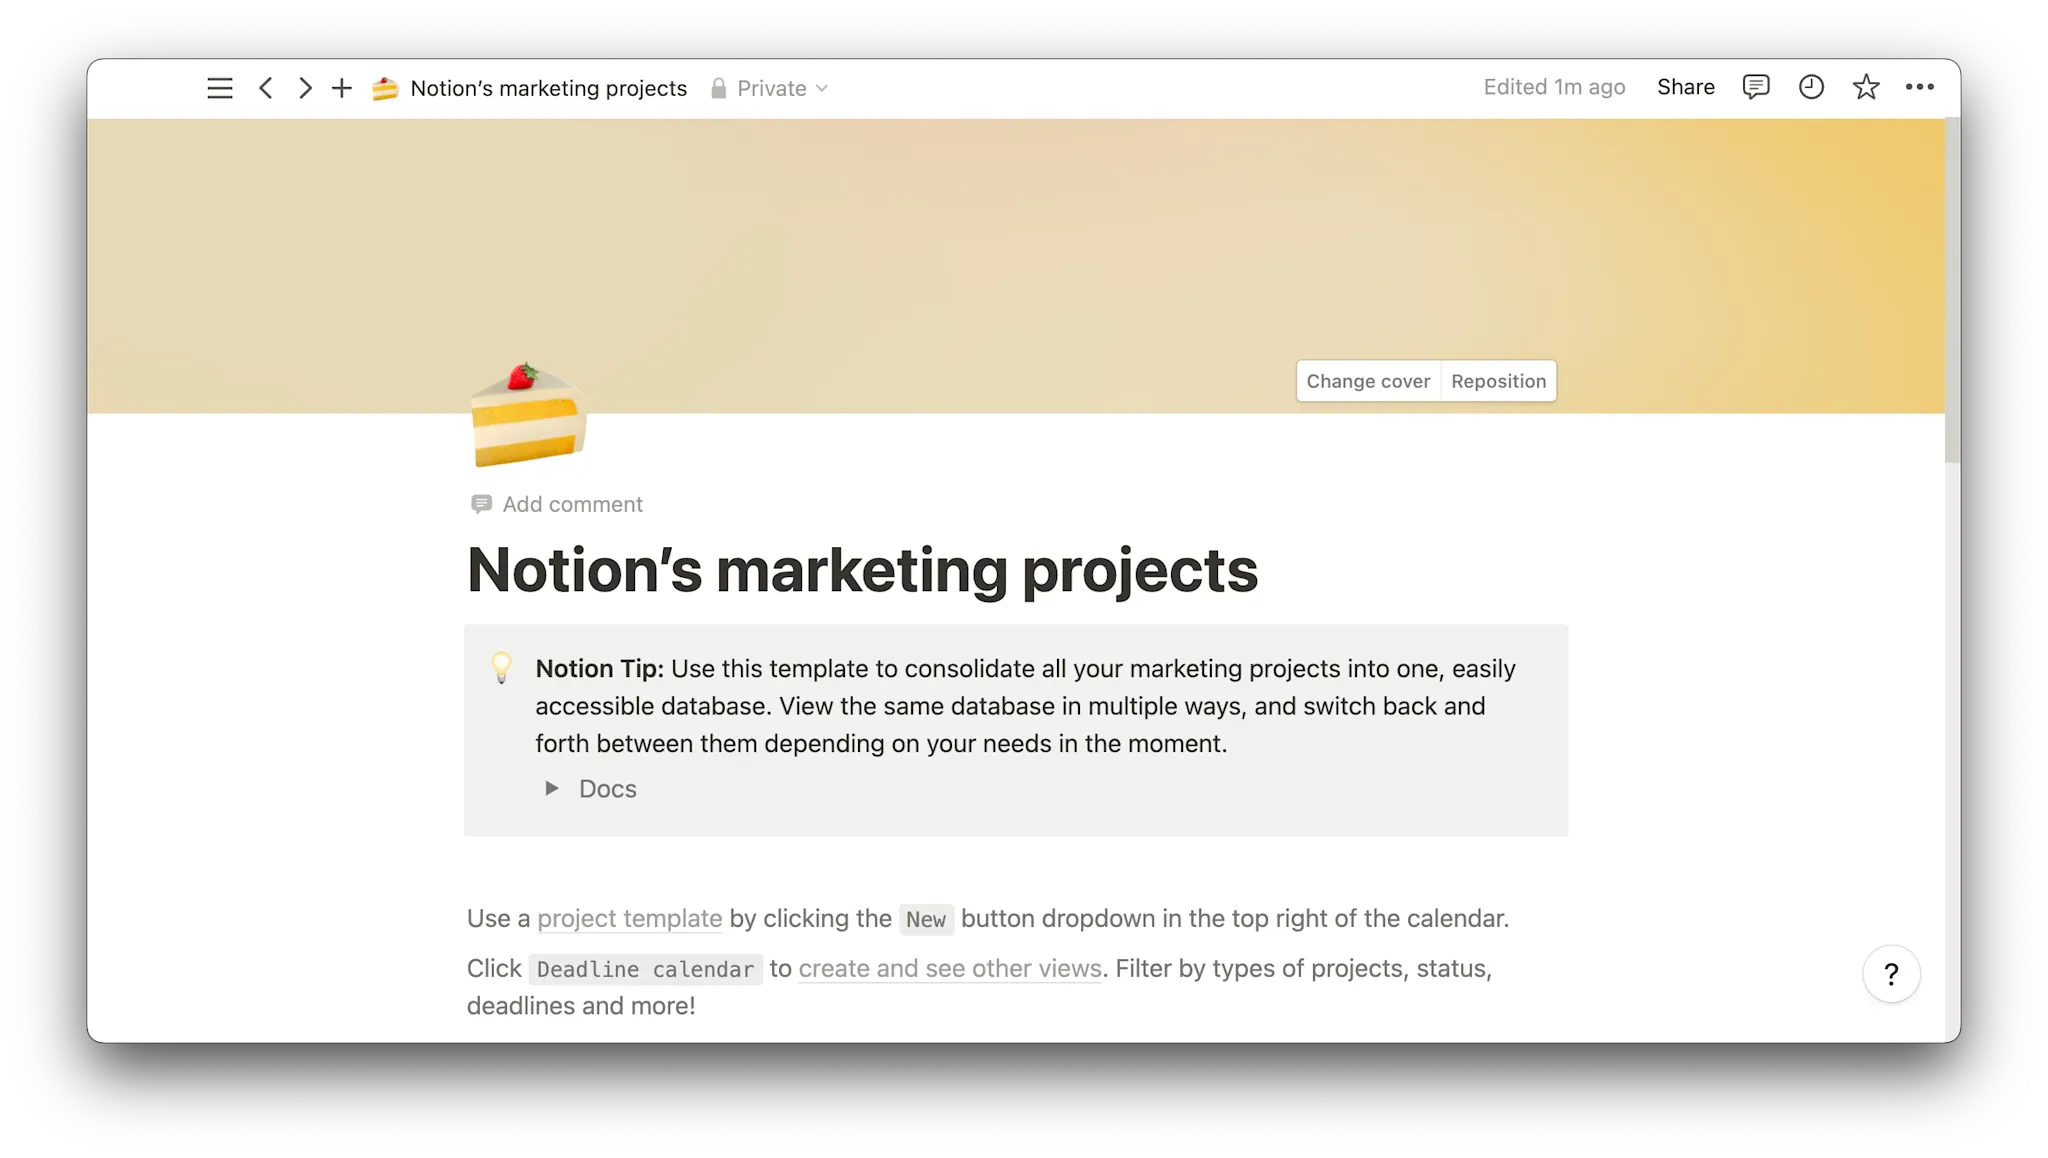 Notion’s marketing projects Private Edited 1m ago Share
Change cover Reposition
Add comment
Notion’s marketing projects
Notion Tip: Use this template to consolidate all your marketing projects into one, easily
accessible database. View the same database in multiple ways, and switch back and
forth between them depending on your needs in the moment.
Docs
Use a project template by clicking the New button dropdown in the top right of the calendar.
Click Deadline calendar to create and see other views. Filter by types of projects, status,
deadlines and more!
?